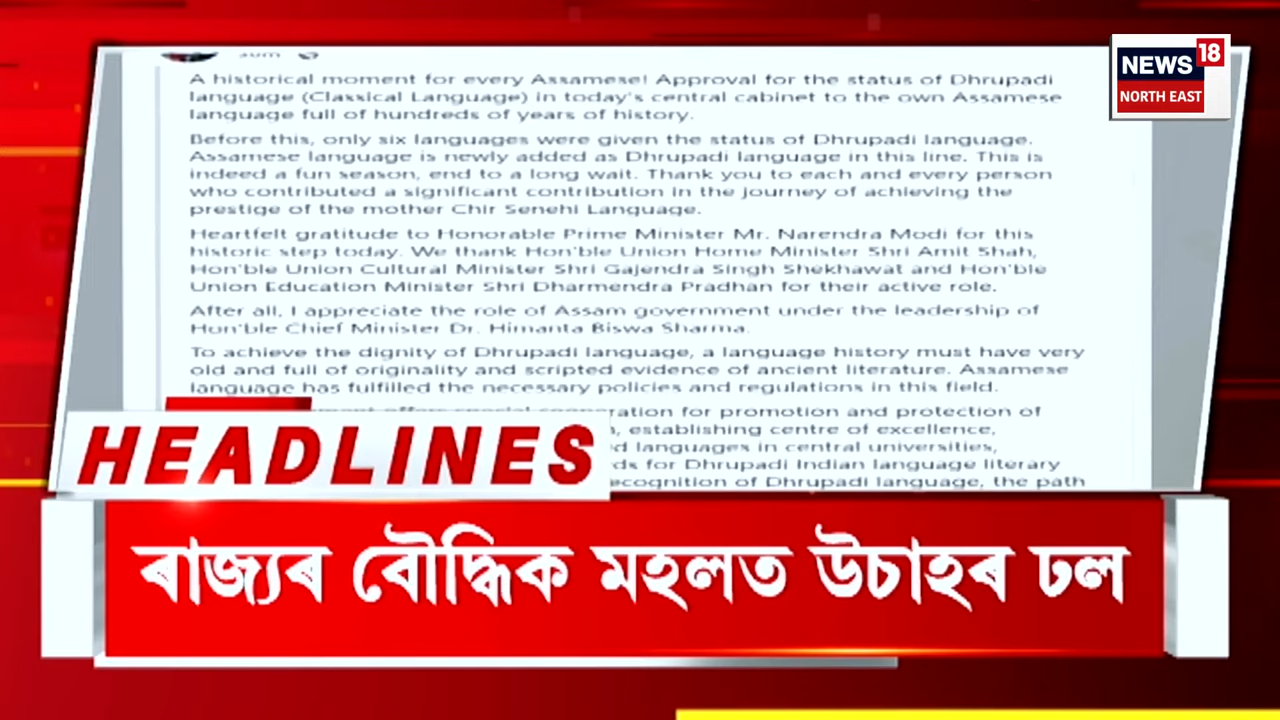 NEWS 18
NORTH EAST
A historical moment for every Assamese! Approval for the status of Dhrupadi
language (Classical Language) in today's central cabinet to the own Assamese
language full of hundreds of years of history.
Before this, only six languages were given the status of Dhrupadi language.
Assamese language is newly added as Dhrupadi language in this line. This is
indeed a fun season, end to a long wait. Thank you to each and every person
who contributed a significant contribution in the journey of achieving the
prestige of the mother Chir Senehi Language.
Heartfelt gratitude to Honorable Prime Minister Mr. Narendra Modi for this
historic step today. We thank Hon'ble Union Home Minister Shri Amit Shah,
Hon'ble Union Cultural Minister Shri Gajendra Singh Shekhawat and Hon'ble
Union Education Minister Shri Dharmendra Pradhan for their active role.
After all, I appreciate the role of Assam government under the leadership of
Hon'ble Chief Minister Dr. Himanta Biswa Sharma.
To achieve the dignity of Dhrupadi language, a language history must have very
old and full of originality and scripted evidence of ancient literature. Assamese
language has fulfilled the necessary policies and regulations in this field.
for promotion and protection of
establishing centre of excellence,
languages in central universities,
for Dhrupadi Indian language literary
of Dhrupadi language, the path
HEADLINES
ৰাজ্যৰ বৌদ্ধিক মহলত উচাহৰ ঢল